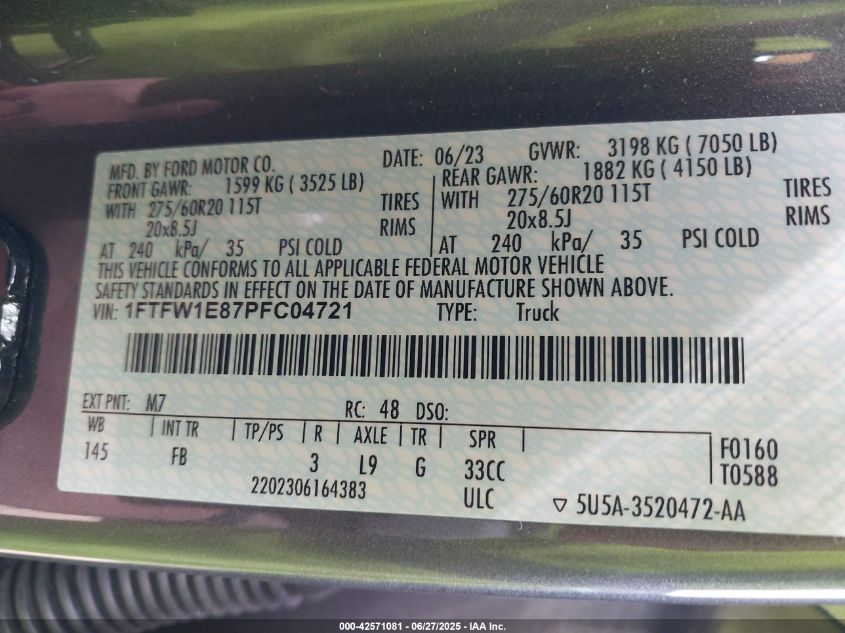 MFD. BY FORD MOTOR CO.
DATE: 06/23 GVWR: 3198 KG ( 7050 LB)
FRONT GAWR: 1599 KG ( 3525 LB)
WITH 275/60R20 115T TIRES
20x8.5J RIMS
AT 240 kPa/ 35 PSI COLD
REAR GAWR: 1882 KG ( 4150 LB)
WITH 275/60R20 115T TIRES
20x8.5J RIMS
AT 240 kPa/ 35 PSI COLD
THIS VEHICLE CONFORMS TO ALL APPLICABLE FEDERAL MOTOR VEHICLE
SAFETY STANDARDS IN EFFECT ON THE DATE OF MANUFACTURE SHOWN ABOVE.
VIN: 1FTFW1E87PFC04721 TYPE: Truck
EXT PNT: M7 RC: 48 DSO:
WB INT TR TP/PS R AXLE TR SPR
145 FB 3 L9 G 33CC
F0160
T0588
2202306164383 ULC
5U5A-3520472-AA
000-42571081 / 06/27/2025 - IAA Inc.